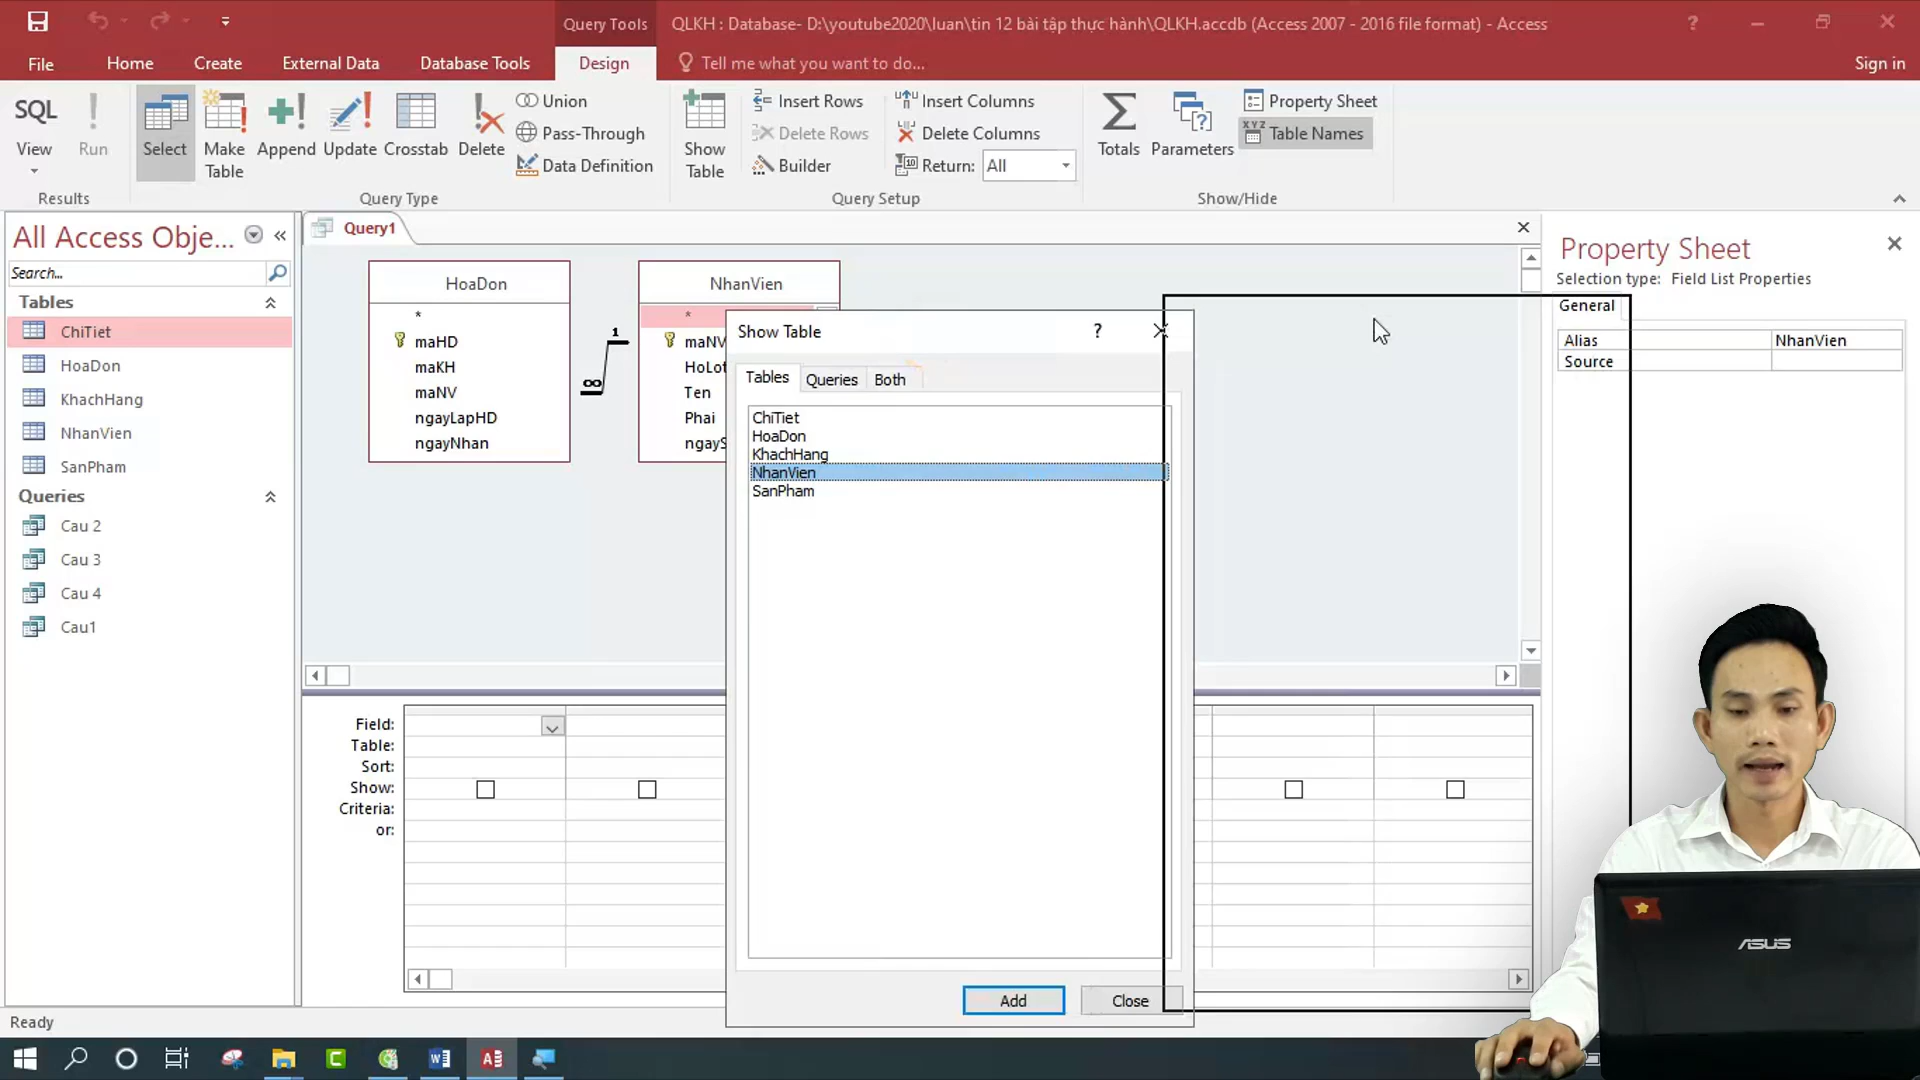 Query Tools
QLKH : Database- D:\youtube2020\luan\tin 12 bài tập thực hành\QLKH.accdb (Access 2007 - 2016 file format) - Access
?
File
Home
Create
External Data
Database Tools
Design
Tell me what you want to do...
Sign in
SQL
View
Run
Select
Make
Table
Append
Update
Crosstab
Delete
Union
Pass-Through
Data Definition
Show
Table
Insert Rows
Delete Rows
Builder
Insert Columns
Delete Columns
Return:
All
Totals
Parameters
Property Sheet
XYZ
Table Names
Results
Query Type
Query Setup
Show/Hide
All Access Obje...
Search...
Tables
ChiTiet
HoaDon
KhachHang
NhanVien
SanPham
Queries
Cau 2
Cau 3
Cau 4
Cau1
Query1
HoaDon
*
maHD
maKH
maNV
ngayLapHD
ngayNhan
1
∞
NhanVien
*
maNV
HoLot
Ten
Phai
ngayS
Show Table
?
Tables
Queries
Both
ChiTiet
HoaDon
KhachHang
NhanVien
SanPham
Add
Close
Field:
Table:
Sort:
Show:
Criteria:
or:
Property Sheet
Selection type: Field List Properties
General
Alias
NhanVien
Source
Ready
ASUS